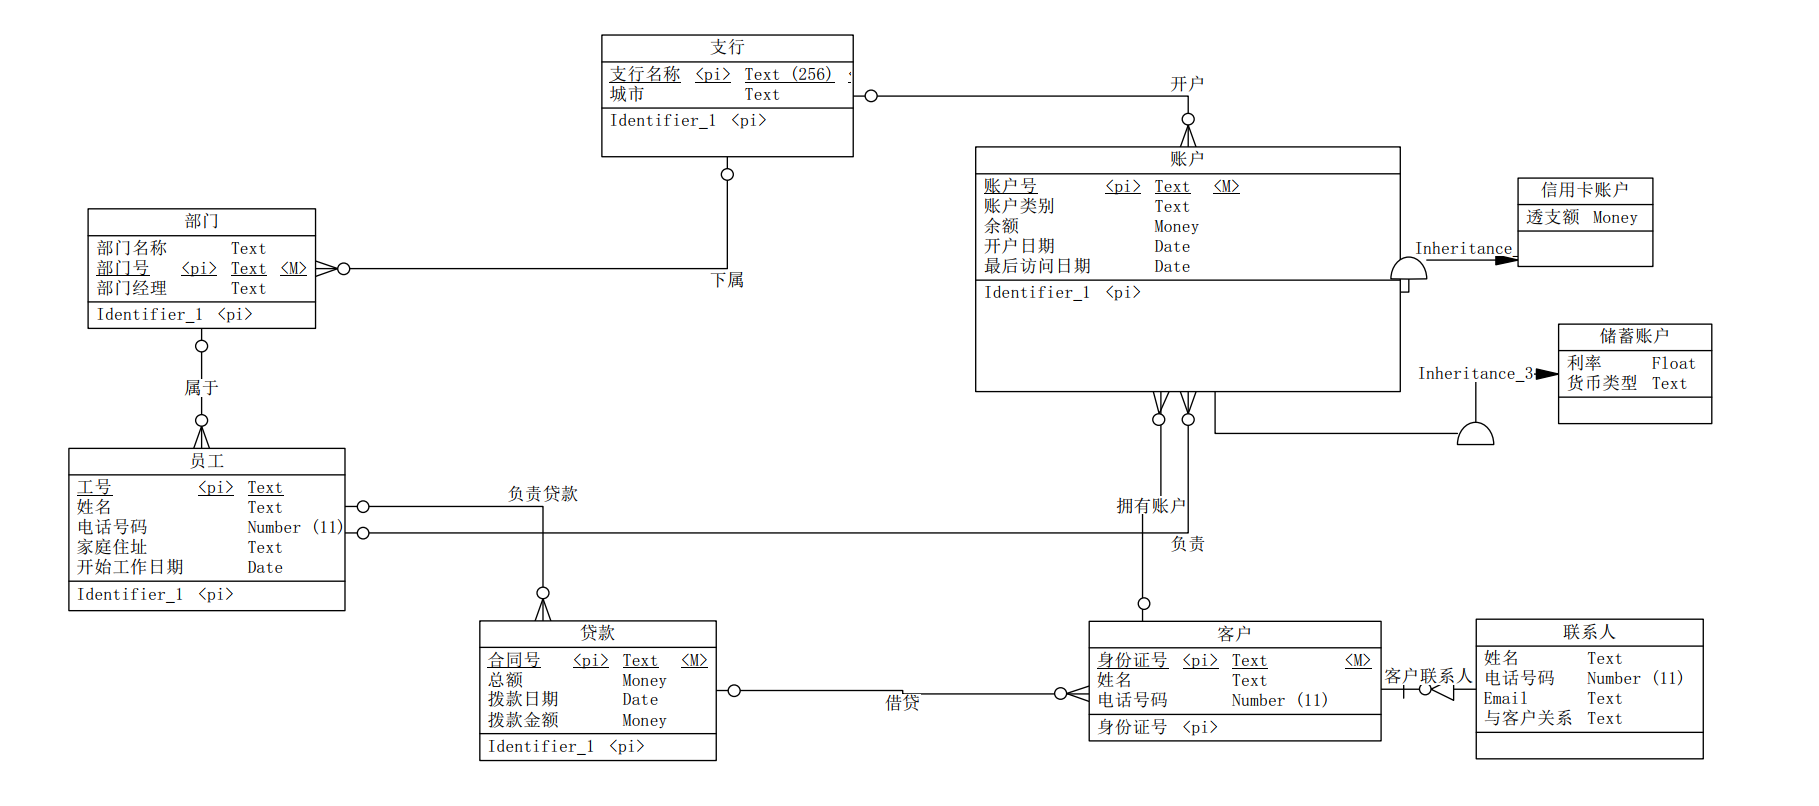 支行
支行名称 <pi> Text (256) <
城市 Text
Identifier_1 <pi>
开户
账户
账户号 <pi> Text <M>
账户类别 Text
余额 Money
开户日期 Date
最后访问日期 Date
Identifier_1 <pi>
信用卡账户
透支额 Money
Inheritance_
部门
部门名称 Text
部门号 <pi> Text <M>
部门经理 Text
Identifier_1 <pi>
下属
储蓄账户
利率 Float
货币类型 Text
Inheritance_3
属于
员工
工号 <pi> Text
姓名 Text
电话号码 Number (11)
家庭住址 Text
开始工作日期 Date
Identifier_1 <pi>
负责贷款
拥有账户
负责
贷款
合同号 <pi> Text <M>
总额 Money
拨款日期 Date
拨款金额 Money
Identifier_1 <pi>
借贷
客户
身份证号 <pi> Text <M>
姓名 Text
电话号码 Number (11)
身份证号 <pi>
客户联系人
联系人
姓名 Text
电话号码 Number (11)
Email Text
与客户关系 Text